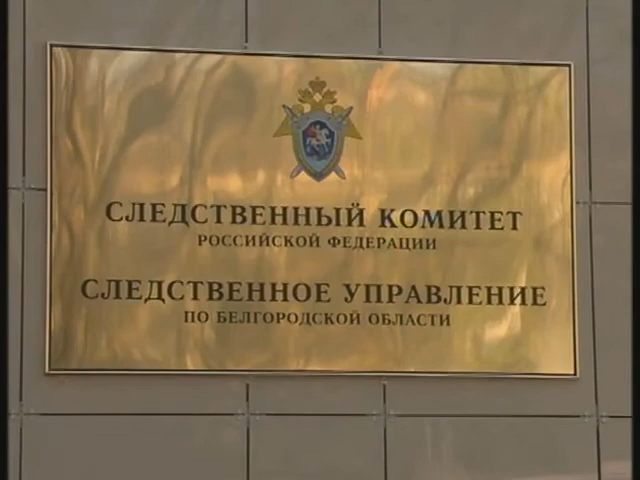 СЛЕДСТВЕННЫЙ КОМИТЕТ
РОССИЙСКОЙ ФЕДЕРАЦИИ
СЛЕДСТВЕННОЕ УПРАВЛЕНИЕ
ПО БЕЛГОРОДСКОЙ ОБЛАСТИ